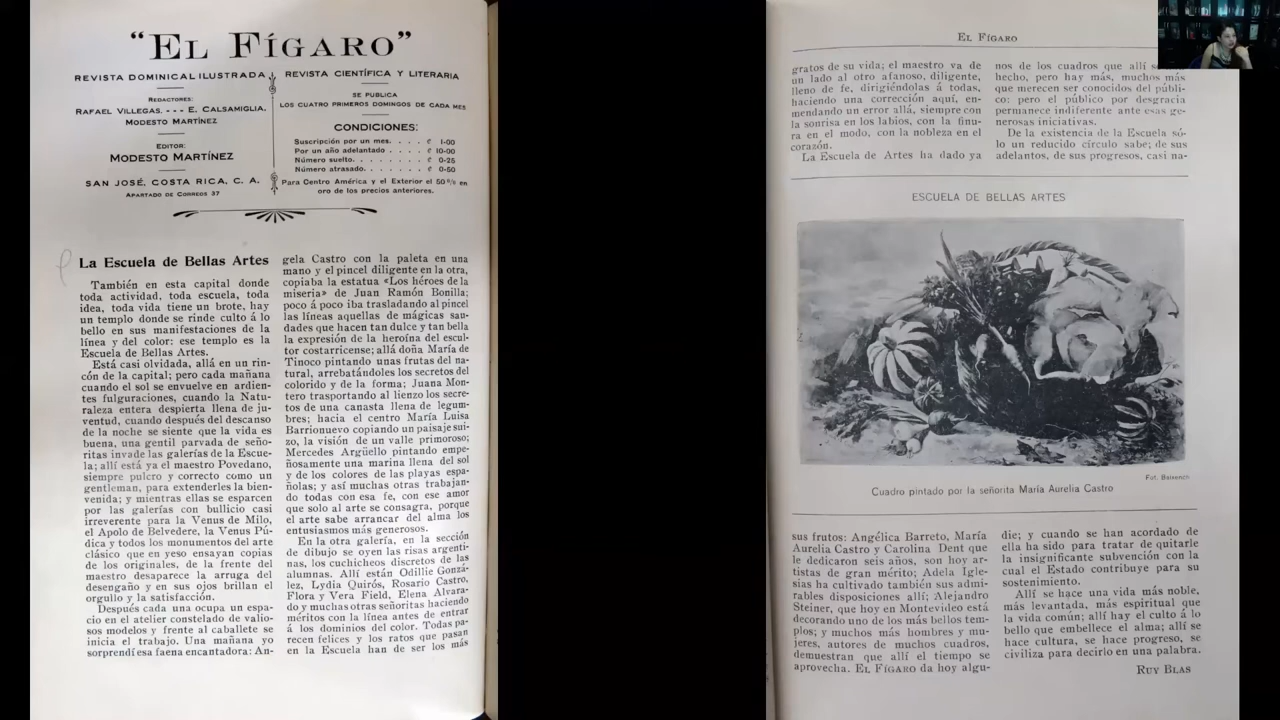 “EL FÍGARO”
REVISTA DOMINICAL ILUSTRADA
REDACTORES:
RAFAEL VILLEGAS. - - - E. CALSAMIGLIA.
MODESTO MARTÍNEZ
EDITOR:
MODESTO MARTÍNEZ
SAN JOSÉ, COSTA RICA, C. A.
APARTADO DE CORREOS 37
REVISTA CIENTÍFICA Y LITERARIA
SE PUBLICA
LOS CUATRO PRIMEROS DOMINGOS DE CADA MES
CONDICIONES:
Suscripción por un mes. . . . . ₡ 1-00
Por un año adelantado . . . . . ₡ 10-00
Número suelto. . . . . . . . ₡ 0-25
Número atrasado. . . . . . . ₡ 0-50
Para Centro América y el Exterior el 50 % en
oro de los precios anteriores.
La Escuela de Bellas Artes
También en esta capital donde
toda actividad, toda escuela, toda
idea, toda vida tiene un brote, hay
un templo donde se rinde culto á lo
bello en sus manifestaciones de la
línea y del color: ese templo es la
Escuela de Bellas Artes.
Está casi olvidada, allá en un rin-
cón de la capital; pero cada mañana
cuando el sol se envuelve en ardien-
tes fulguraciones, cuando la Natu-
raleza entera despierta llena de ju-
ventud, cuando después del descanso
de la noche se siente que la vida es
buena, una gentil parvada de seño-
ritas invade las galerías de la Escue-
la; allí está ya el maestro Povedano,
siempre pulcro y correcto como un
gentleman, para extenderles la bien-
venida; y mientras ellas se esparcen
por las galerías con bullicio casi
irreverente para la Venus de Milo,
el Apolo de Belvedere, la Venus Pú-
dica y todos los monumentos del arte
clásico que en yeso ensayan copias
de los originales, de la frente del
maestro desaparece la arruga del
desengaño y en sus ojos brillan el
orgullo y la satisfacción.
Después cada una ocupa un espa-
cio en el atelier constelado de valio-
sos modelos y frente al caballete se
inicia el trabajo. Una mañana yo
sorprendí esa faena encantadora: An-
gela Castro con la paleta en una
mano y el pincel diligente en la otra,
copiaba la estatua «Los héroes de la
miseria» de Juan Ramón Bonilla;
poco á poco iba trasladando al pincel
las líneas aquellas de mágicas sau-
dades que hacen tan dulce y tan bella
la expresión de la heroína del escul-
tor costarricense; allá doña María de
Tinoco pintando unas frutas del na-
tural, arrebatándoles los secretos del
colorido y de la forma; Juana Mon-
tero trasportando al lienzo los secre-
tos de una canasta llena de legum-
bres; hacia el centro María Luisa
Barrionuevo copiando un paisaje sui-
zo, la visión de un valle primoroso;
Mercedes Argüello pintando empe-
ñosamente una marina llena del sol
y de los colores de las playas espa-
ñolas; y así muchas otras trabajan-
do todas con esa fe, con ese amor
que solo al arte se consagra, porque
el arte sabe arrancar del alma los
entusiasmos más generosos.
En la otra galería, en la sección
de dibujo se oyen las risas argenti-
nas, los cuchicheos discretos de las
alumnas. Allí están Odillie Gonzá-
lez, Lydia Quirós, Rosario Castro,
Flora y Vera Field, Elena Alvara-
do y muchas otras señoritas haciendo
méritos con la línea antes de entrar
á los dominios del color. Todas pa-
recen felices y los ratos que pasan
en la Escuela han de ser los más
EL FÍGARO
gratos de su vida; el maestro va de
un lado al otro afanoso, diligente,
lleno de fe, dirigiéndolas á todas,
haciendo una corrección aquí, en-
mendando un error allá, siempre con
la sonrisa en los labios, con la finu-
ra en el modo, con la nobleza en el
corazón.
La Escuela de Artes ha dado ya
nos de los cuadros que allí se
hecho, pero hay más, muchos más
que merecen ser conocidos del públi-
co: pero el público por desgracia
permanece indiferente ante esas ge-
nerosas iniciativas.
De la existencia de la Escuela só-
lo un reducido círculo sabe; de sus
adelantos, de sus progresos, casi na-
ESCUELA DE BELLAS ARTES
Fot. Baixench
Cuadro pintado por la señorita María Aurelia Castro
sus frutos: Angélica Barreto, María
Aurelia Castro y Carolina Dent que
le dedicaron seis años, son hoy ar-
tistas de gran mérito; Adela Igle-
sias ha cultivado también sus admi-
rables disposiciones allí; Alejandro
Steiner, que hoy en Montevideo está
decorando uno de los más bellos tem-
plos; y muchos más hombres y mu-
jeres, autores de muchos cuadros,
demuestran que allí el tiempo se
aprovecha. EL FÍGARO da hoy algu-
die; y cuando se han acordado de
ella ha sido para tratar de quitarle
la insignificante subvención con la
cual el Estado contribuye para su
sostenimiento.
Allí se hace una vida más noble,
más levantada, más espiritual que
la vida común; allí hay el culto á lo
bello que embellece el alma; allí se
hace cultura, se hace progreso, se
civiliza para decirlo en una palabra.
RUY BLAS